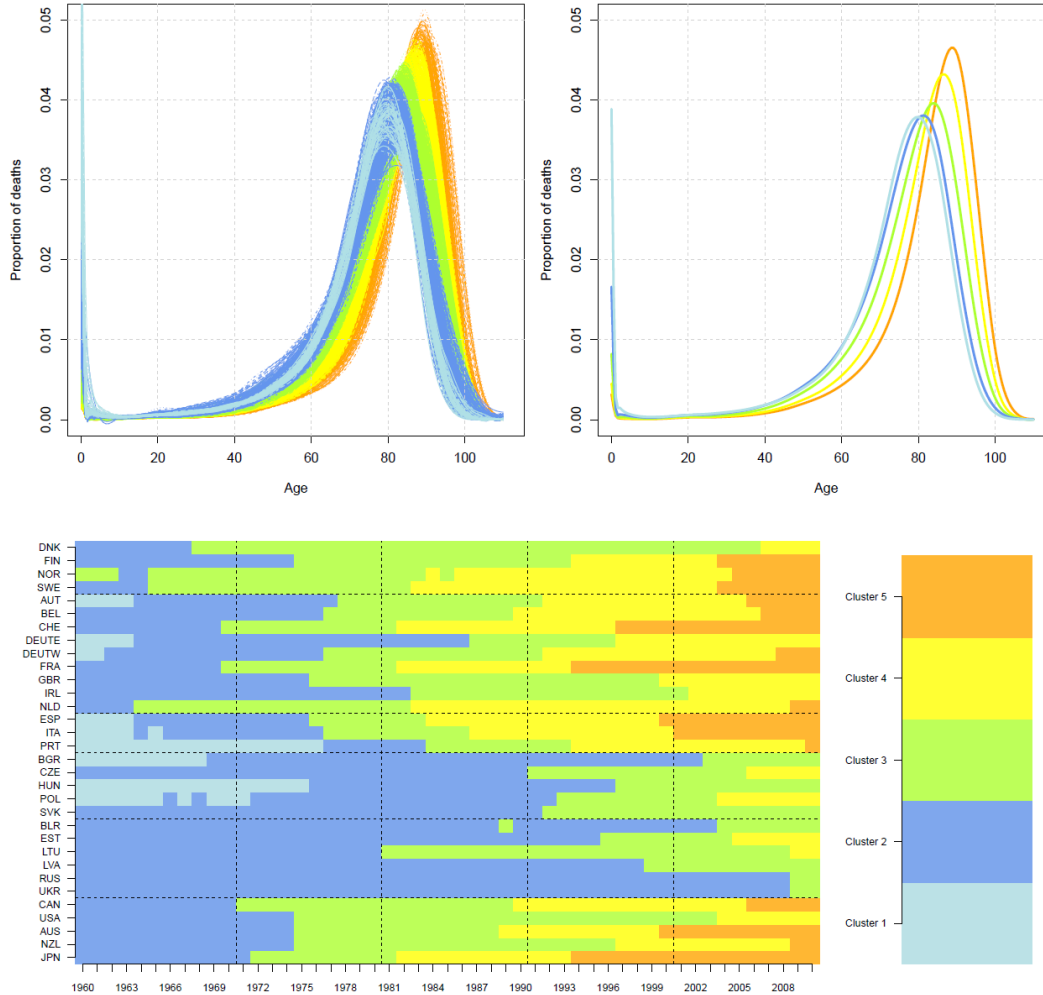 0.05
0.04
0.03
0.02
0.01
0.00
Proportion of deaths
0 20 40 60 80 100
Age
0.05
0.04
0.03
0.02
0.01
0.00
Proportion of deaths
0 20 40 60 80 100
Age
DNK
FIN
NOR
SWE
AUT
BEL
CHE
DEUTE
DEUTW
FRA
GBR
IRL
NLD
ESP
ITA
PRT
BGR
CZE
HUN
POL
SVK
BLR
EST
LTU
LVA
RUS
UKR
CAN
USA
AUS
NZL
JPN
1960 1963 1966 1969 1972 1975 1978 1981 1984 1987 1990 1993 1996 1999 2002 2005 2008
Cluster 5
Cluster 4
Cluster 3
Cluster 2
Cluster 1